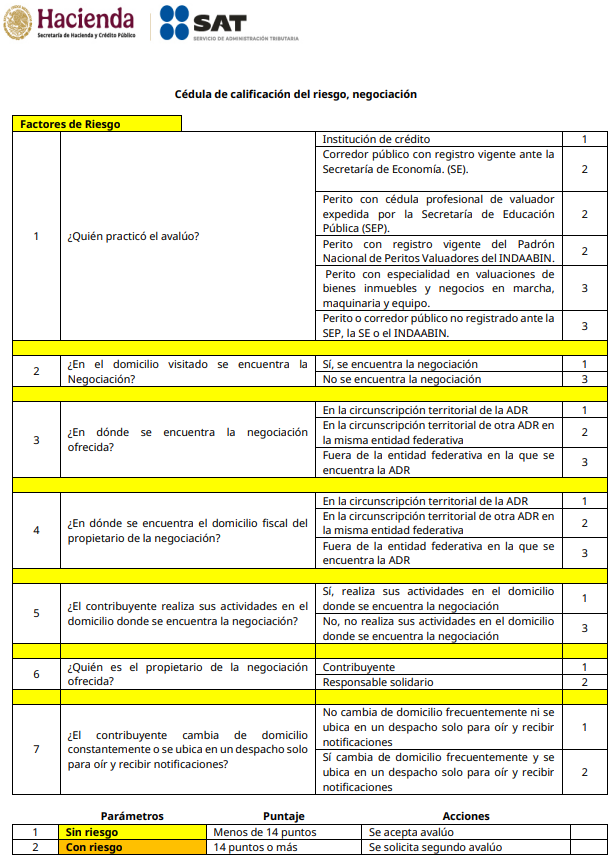 Hacienda
Secretaría de Hacienda y Crédito Público
SAT
SERVICIO DE ADMINISTRACIÓN TRIBUTARIA
Cédula de calificación del riesgo, negociación
Factores de Riesgo
1
¿Quién practicó el avalúo?
Institución de crédito
1
Corredor público con registro vigente ante la
Secretaría de Economía. (SE).
2
Perito con cédula profesional de valuador
expedida por la Secretaría de Educación
Pública (SEP).
2
Perito con registro vigente del Padrón
Nacional de Peritos Valuadores del INDAABIN.
2
Perito con especialidad en valuaciones de
bienes inmuebles y negocios en marcha,
maquinaria y equipo.
3
Perito o corredor público no registrado ante la
SEP, la SE o el INDAABIN.
3
2
¿En el domicilio visitado se encuentra la
Negociación?
Sí, se encuentra la negociación
1
No se encuentra la negociación
3
3
¿En dónde se encuentra la negociación
ofrecida?
En la circunscripción territorial de la ADR
1
En la circunscripción territorial de otra ADR en
la misma entidad federativa
2
Fuera de la entidad federativa en la que se
encuentra la ADR
3
4
¿En dónde se encuentra el domicilio fiscal del
propietario de la negociación?
En la circunscripción territorial de la ADR
1
En la circunscripción territorial de otra ADR en
la misma entidad federativa
2
Fuera de la entidad federativa en la que se
encuentra la ADR
3
5
¿El contribuyente realiza sus actividades en el
domicilio donde se encuentra la negociación?
Sí, realiza sus actividades en el domicilio
donde se encuentra la negociación
1
No, no realiza sus actividades en el domicilio
donde se encuentra la negociación
3
6
¿Quién es el propietario de la negociación
ofrecida?
Contribuyente
1
Responsable solidario
2
7
¿El contribuyente cambia de domicilio
constantemente o se ubica en un despacho solo
para oír y recibir notificaciones?
No cambia de domicilio frecuentemente ni se
ubica en un despacho solo para oír y recibir
notificaciones
1
Sí cambia de domicilio frecuentemente y se
ubica en un despacho solo para oír y recibir
notificaciones
2
Parámetros Puntaje Acciones
1 Sin riesgo Menos de 14 puntos Se acepta avalúo
2 Con riesgo 14 puntos o más Se solicita segundo avalúo